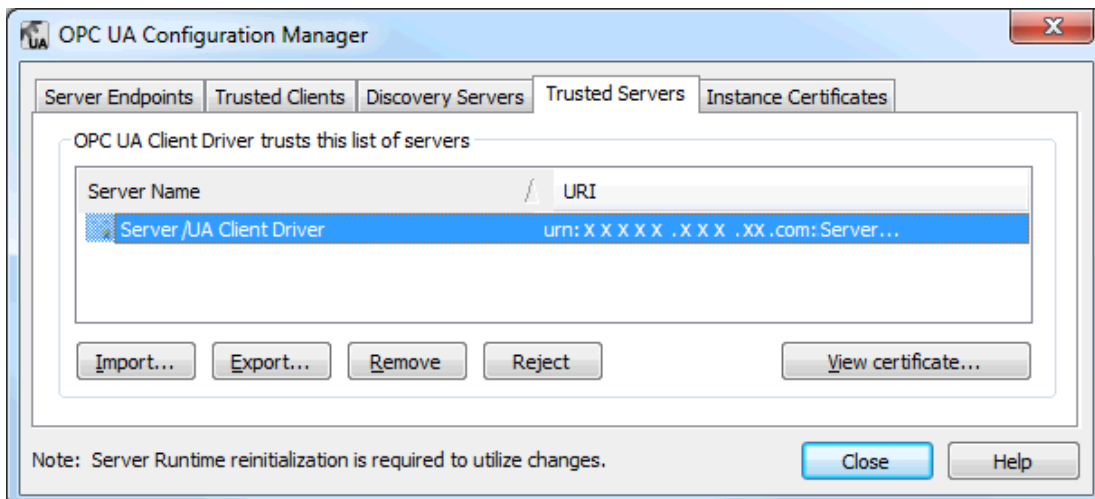 OPC UA Configuration Manager
Server Endpoints Trusted Clients Discovery Servers Trusted Servers Instance Certificates
OPC UA Client Driver trusts this list of servers
Server Name URI
Server/UA Client Driver urn:X X X X X .X X X .XX.com:Server...
Import... Export... Remove Reject View certificate...
Note: Server Runtime reinitialization is required to utilize changes.
Close Help